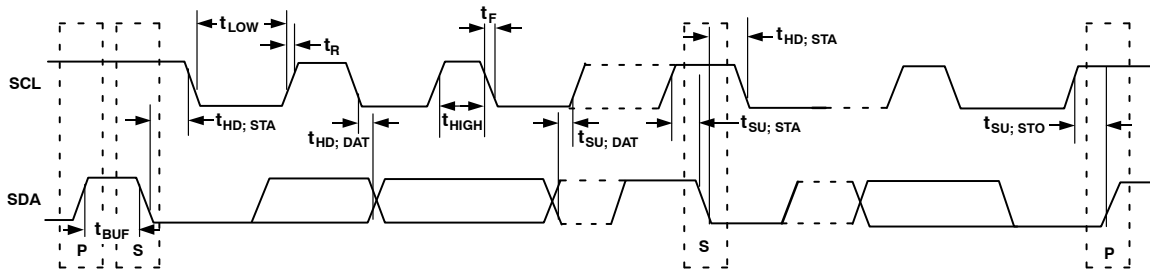 tLOW
tR
tF
tHD; STA
SCL
tHD; STA
tHD; DAT
tHIGH
tSU; DAT
tSU; STA
tSU; STO
SDA
tBUF
P
S
S
P